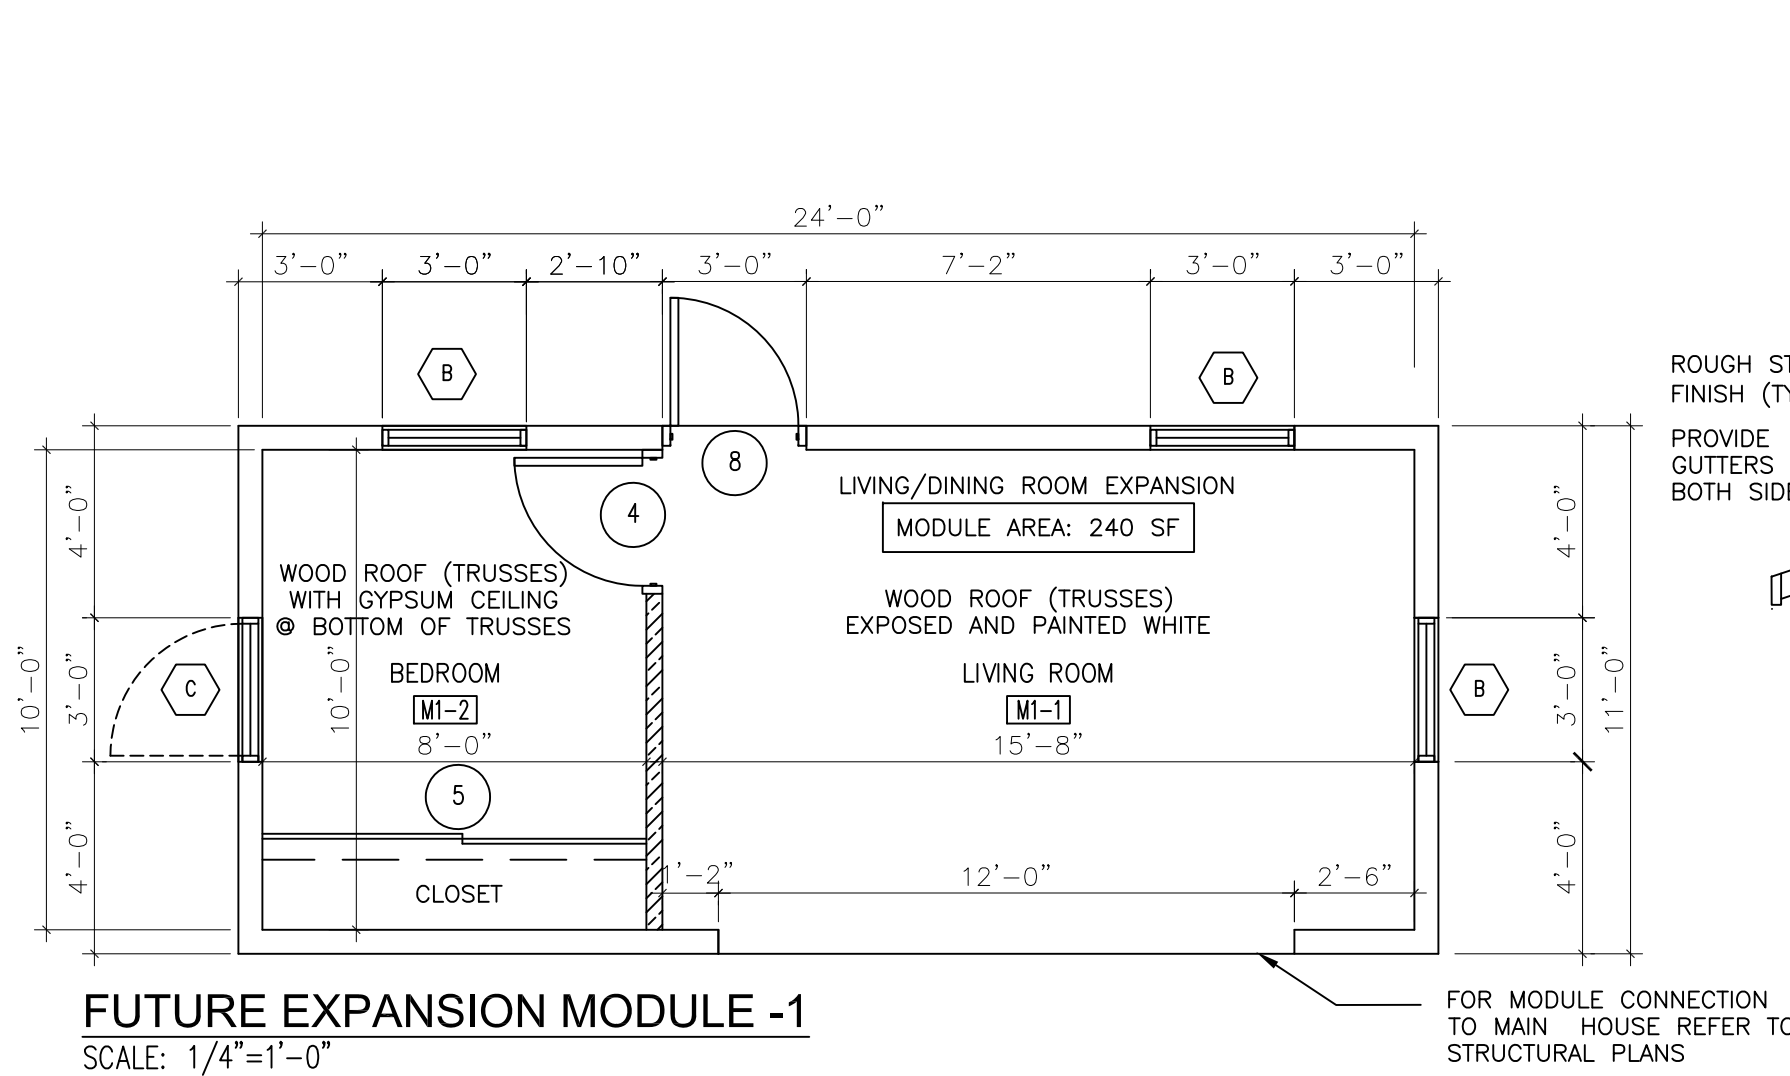 24'-0"
3'-0" 3'-0" 2'-10" 3'-0" 7'-2" 3'-0" 3'-0"
B
B
ROUGH
FINISH
PROVIDE
GUTTERS
BOTH
8
4
LIVING/DINING ROOM EXPANSION
MODULE AREA: 240 SF
4'-0"
4'-0"
WOOD ROOF (TRUSSES)
WITH GYPSUM CEILING
@ BOTTOM OF TRUSSES
WOOD ROOF (TRUSSES)
EXPOSED AND PAINTED WHITE
10'-0"
3'-0"
C
10'-0"
BEDROOM
M1-2
8'-0"
LIVING ROOM
M1-1
15'-8"
B
3'-0"
11'-0"
5
4'-0"
4'-0"
CLOSET
1'-2" 12'-0" 2'-6"
FUTURE EXPANSION MODULE -1
SCALE: 1/4"=1'-0"
FOR MODULE CONNECTION
TO MAIN HOUSE REFER TO
STRUCTURAL PLANS